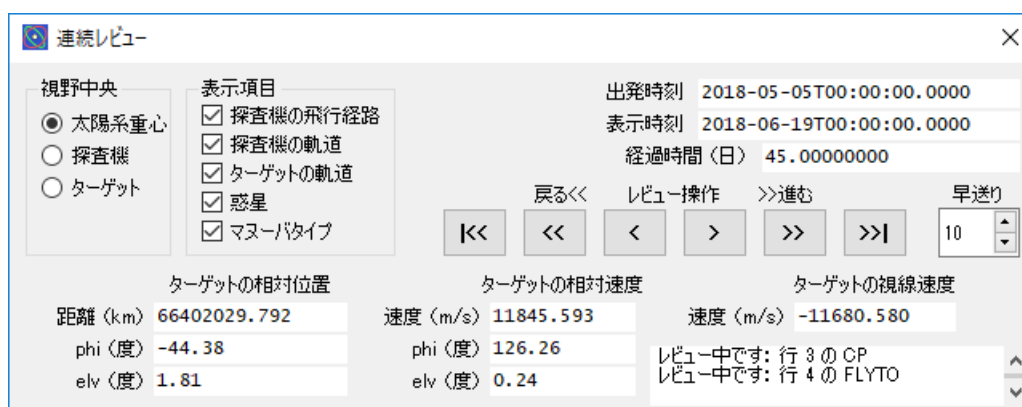 連続レビュー
視野中央
太陽系重心
探査機
ターゲット
表示項目
探査機の飛行経路
探査機の軌道
ターゲットの軌道
惑星
マヌーバタイプ
出発時刻 2018-05-05T00:00:00.0000
表示時刻 2018-06-19T00:00:00.0000
経過時間（日） 45.00000000
戻る<< レビュー操作 >>進む 早送り
|<< << < > >> >>| 10
ターゲットの相対位置
距離（km） 66402029.792
phi（度） -44.38
elv（度） 1.81
ターゲットの相対速度
速度（m/s） 11845.593
phi（度） 126.26
elv（度） 0.24
ターゲットの視線速度
速度（m/s） -11680.580
レビュー中です: 行 3 の CP
レビュー中です: 行 4 の FLYTO